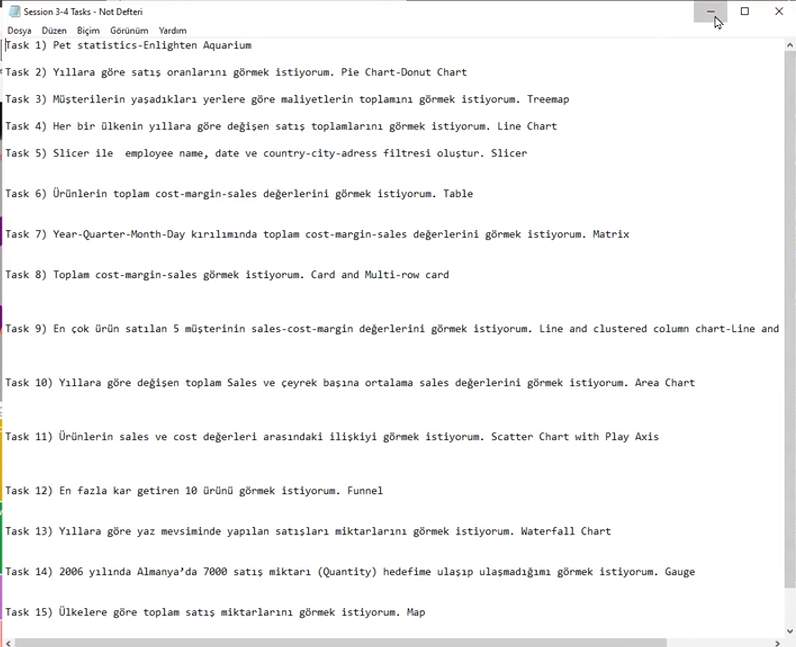 Session 3-4 Tasks - Not Defteri
Dosya Düzen Biçim Görünüm Yardım
Task 1) Pet statistics-Enlighten Aquarium
Task 2) Yıllara göre satış oranlarını görmek istiyorum. Pie Chart-Donut Chart
Task 3) Müşterilerin yaşadıkları yerlere göre maliyetlerin toplamını görmek istiyorum. Treemap
Task 4) Her bir ülkenin yıllara göre değişen satış toplamlarını görmek istiyorum. Line Chart
Task 5) Slicer ile  employee name, date ve country-city-adress filtresi oluştur. Slicer
Task 6) Ürünlerin toplam cost-margin-sales değerlerini görmek istiyorum. Table
Task 7) Year-Quarter-Month-Day kırılımında toplam cost-margin-sales değerlerini görmek istiyorum. Matrix
Task 8) Toplam cost-margin-sales görmek istiyorum. Card and Multi-row card
Task 9) En çok ürün satılan 5 müşterinin sales-cost-margin değerlerini görmek istiyorum. Line and clustered column chart-Line and
Task 10) Yıllara göre değişen toplam Sales ve çeyrek başına ortalama sales değerlerini görmek istiyorum. Area Chart
Task 11) Ürünlerin sales ve cost değerleri arasındaki ilişkiyi görmek istiyorum. Scatter Chart with Play Axis
Task 12) En fazla kar getiren 10 ürünü görmek istiyorum. Funnel
Task 13) Yıllara göre yaz mevsiminde yapılan satışları miktarlarını görmek istiyorum. Waterfall Chart
Task 14) 2006 yılında Almanya’da 7000 satış miktarı (Quantity) hedefime ulaşıp ulaşmadığımı görmek istiyorum. Gauge
Task 15) Ülkelere göre toplam satış miktarlarını görmek istiyorum. Map